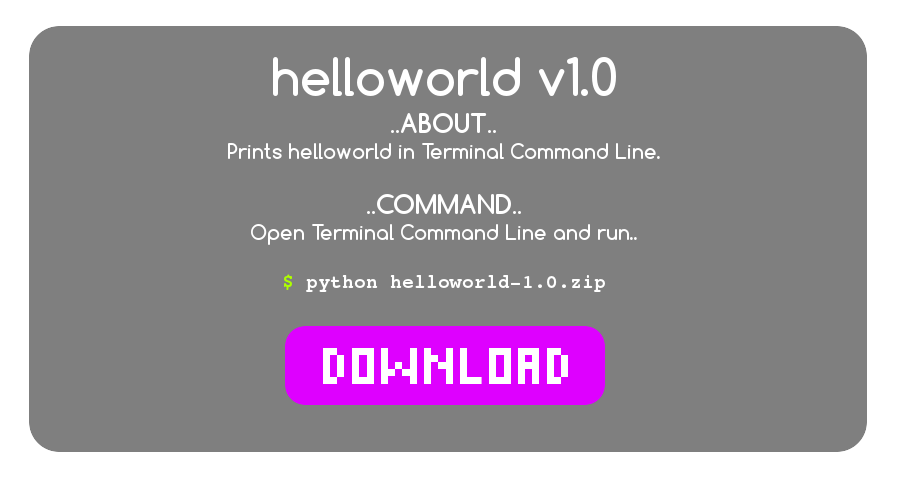 helloworld v1.0
..ABOUT..
Prints helloworld in Terminal Command Line.
..COMMAND..
Open Terminal Command Line and run..
$ python helloworld-1.0.zip
DOWNLOAD